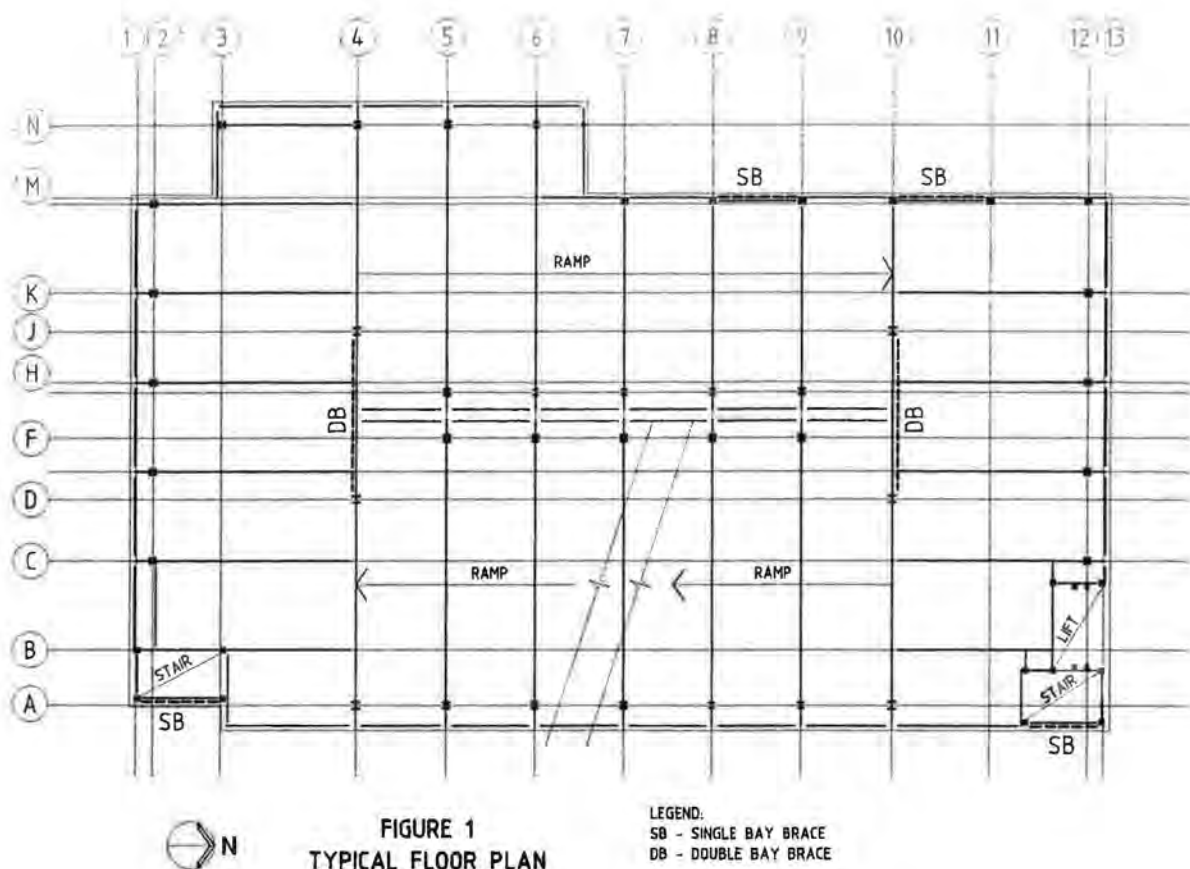 1 2 3 4 5 6 7 8 9 10 11 12 13
N
M
SB SB
RAMP
K
J
H
DB DB
F
D
C
RAMP RAMP
LIFT
B
STAIR STAIR
A
SB SB
N
FIGURE 1
TYPICAL FLOOR PLAN
LEGEND:
SB - SINGLE BAY BRACE
DB - DOUBLE BAY BRACE